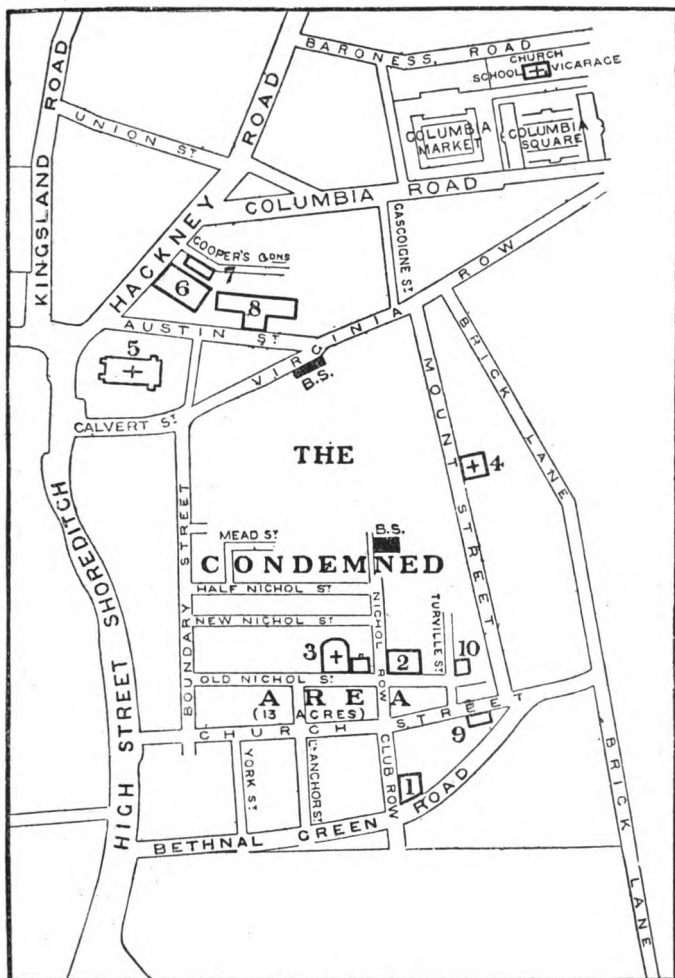 BARONESS ROAD
CHURCH
SCHOOL VICARAGE
KINGSLAND ROAD
HACKNEY ROAD
UNION ST
COLUMBIA MARKET
COLUMBIA SQUARE
COLUMBIA ROAD
GASCOIGNE ST
COOPER'S GDNS
7
6
8
AUSTIN ST
5
VIRGINIA ROW
B.S.
CALVERT ST
MOUNT STREET
BRICK LANE
THE
4
HIGH STREET SHOREDITCH
BOUNDARY STREET
MEAD ST
B.S.
CONDEMNED
HALF NICHOL ST
NEW NICHOL ST
NICHOL ROW
TURVILLE ST
3
2
10
OLD NICHOL ST
AREA
(13 ACRES)
CHURCH STREET
9
YORK ST
LT ANCHOR ST
CLUB ROW
1
BETHNAL GREEN ROAD
BRICK LANE